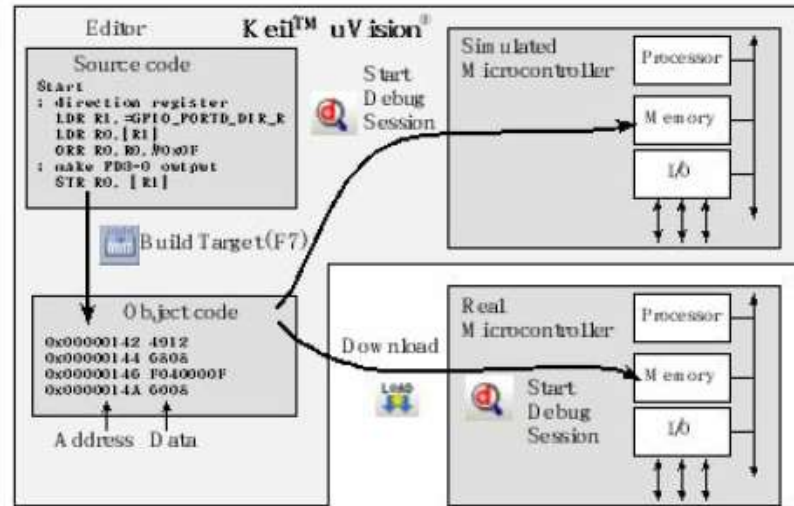 Editor
Keil™ uVision®
Source code
Start
; direction register
LDR R1,=GPIO_PORTD_DIR_R
LDR R0,[R1]
ORR R0,R0,#0x0F
; make PD3-0 output
STR R0, [R1]
Build Target(F7)
Object code
0x00000142 4912
0x00000144 6808
0x00000146 F040000F
0x0000014A 6008
Address Data
Start
Debug
Session
Simulated
Microcontroller
Processor
Memory
I/O
Download
LOAD
Start
Debug
Session
Real
Microcontroller
Processor
Memory
I/O